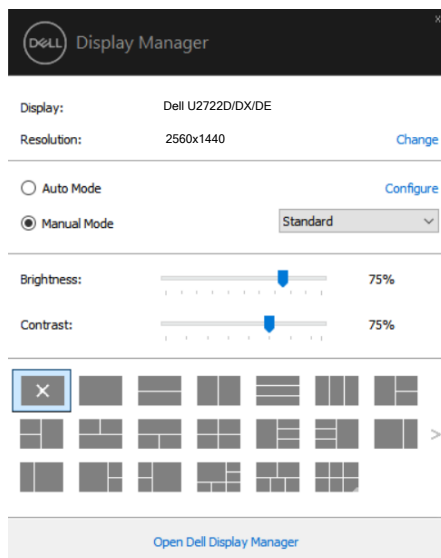 x
DELL Display Manager
Display: Dell U2722D/DX/DE
Resolution: 2560x1440 Change
Auto Mode Configure
Manual Mode Standard
Brightness: 75%
Contrast: 75%
Open Dell Display Manager